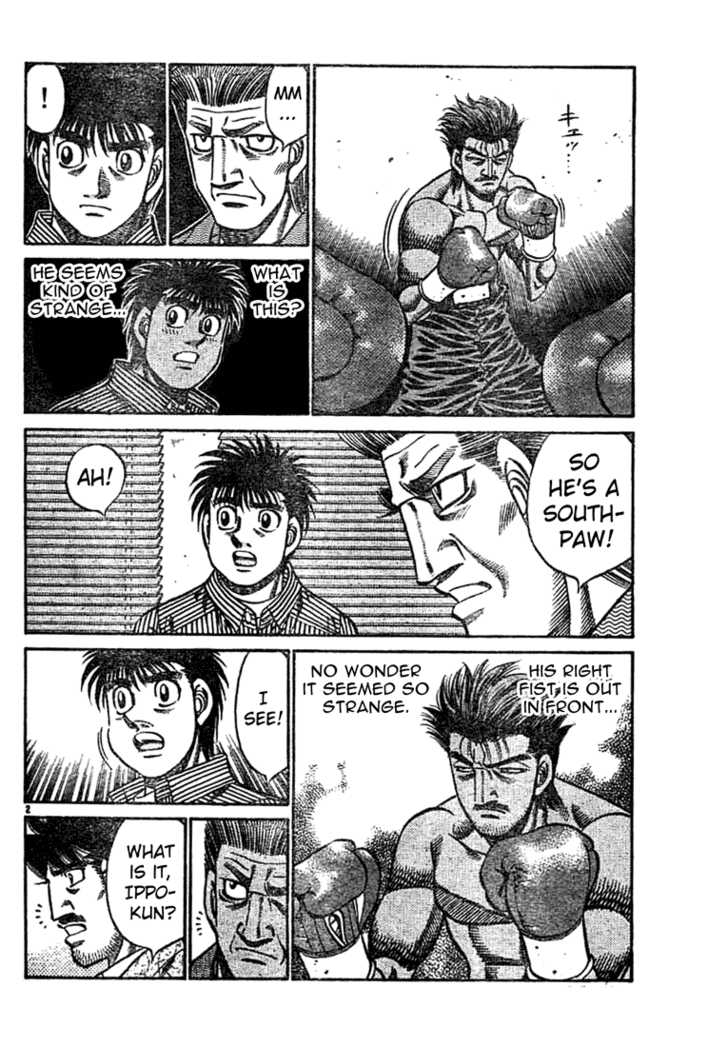 キュッ…
MM
...
!
WHAT
IS
THIS?
HE SEEMS
KIND OF
STRANGE...
SO
HE'S A
SOUTH-
PAW!
AH!
HIS RIGHT
FIST IS OUT
IN FRONT...
NO WONDER
IT SEEMED SO
STRANGE.
I
SEE!
2
WHAT
IS IT,
IPPO-
KUN?